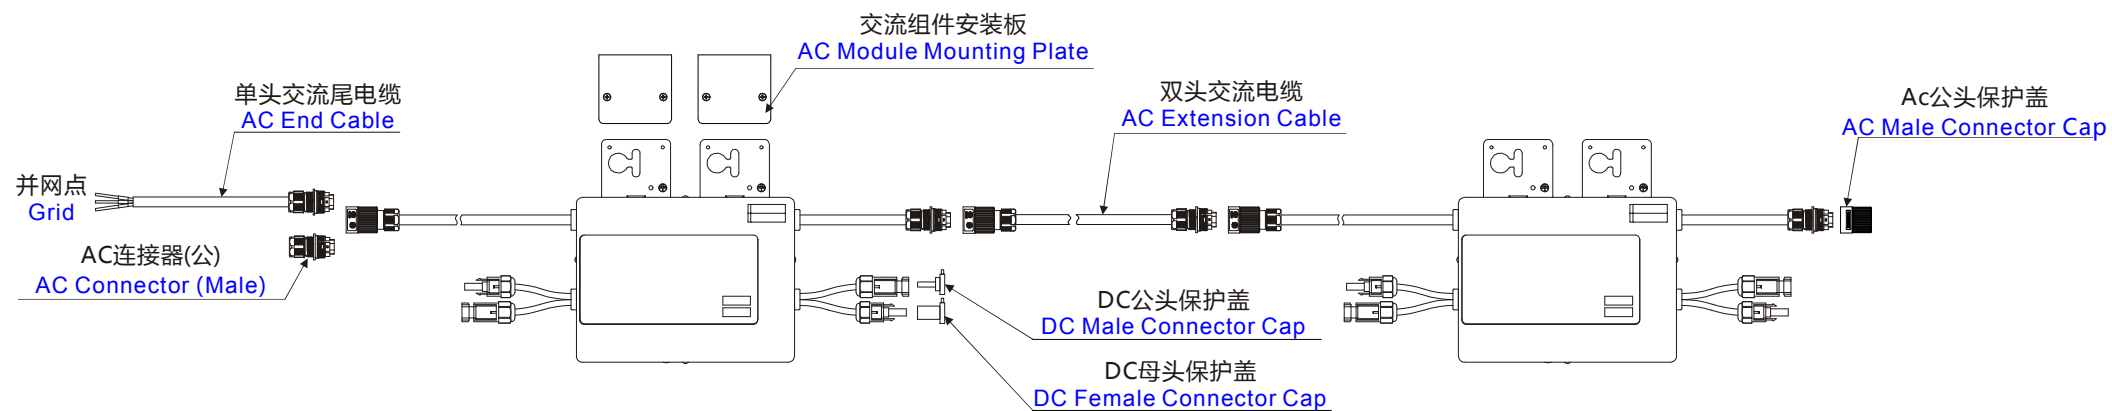 交流组件安装板
AC Module Mounting Plate
单头交流尾电缆
AC End Cable
双头交流电缆
AC Extension Cable
Ac公头保护盖
AC Male Connector Cap
并网点
Grid
AC连接器(公)
AC Connector (Male)
DC公头保护盖
DC Male Connector Cap
DC母头保护盖
DC Female Connector Cap